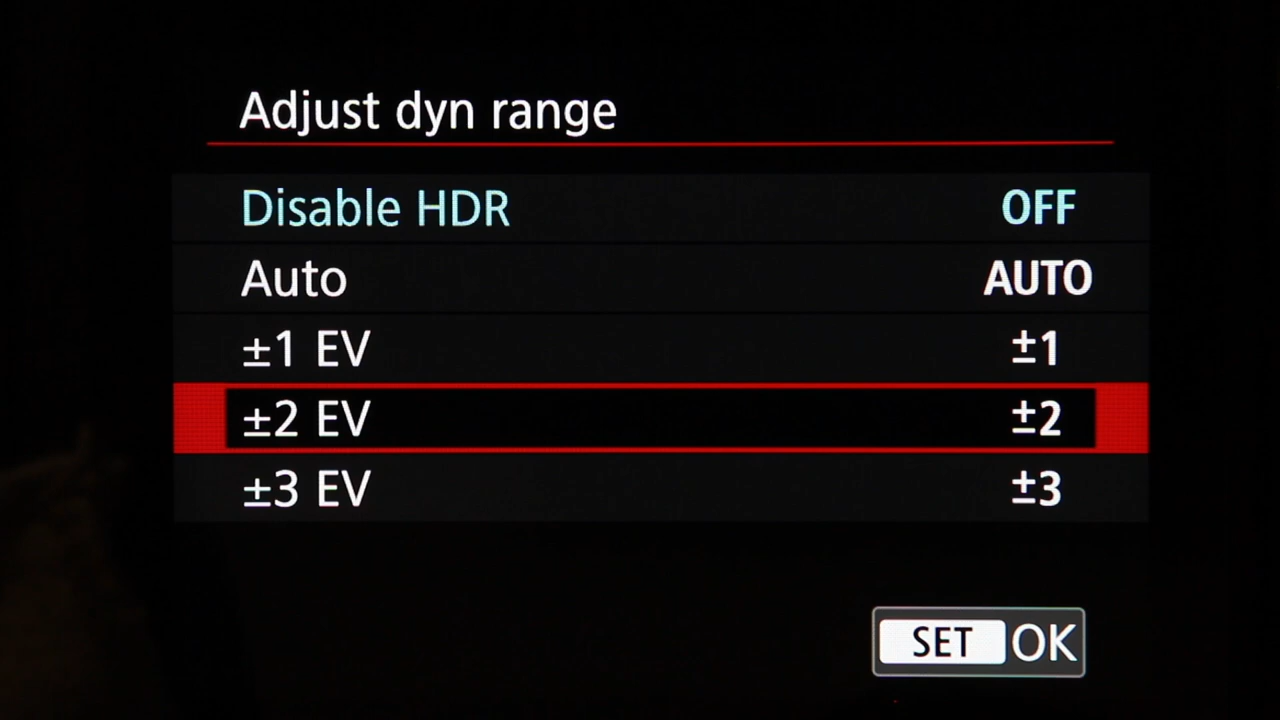 Adjust dyn range
Disable HDR OFF
Auto AUTO
±1 EV ±1
±2 EV ±2
±3 EV ±3
SET OK